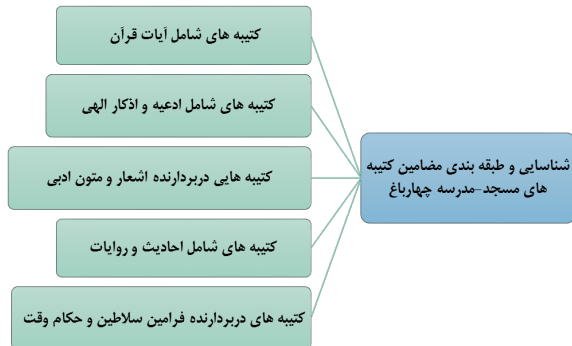 شناسایی و طبقه بندی مضامین کتیبه
های مسجد-مدرسه چهارباغ
کتیبه های شامل آیات قرآن
کتیبه های شامل ادعیه و اذکار الهی
کتیبه هایی دربردارنده اشعار و متون ادبی
کتیبه های شامل احادیث و روایات
کتیبه های دربردارنده فرامین سلاطین و حکام وقت